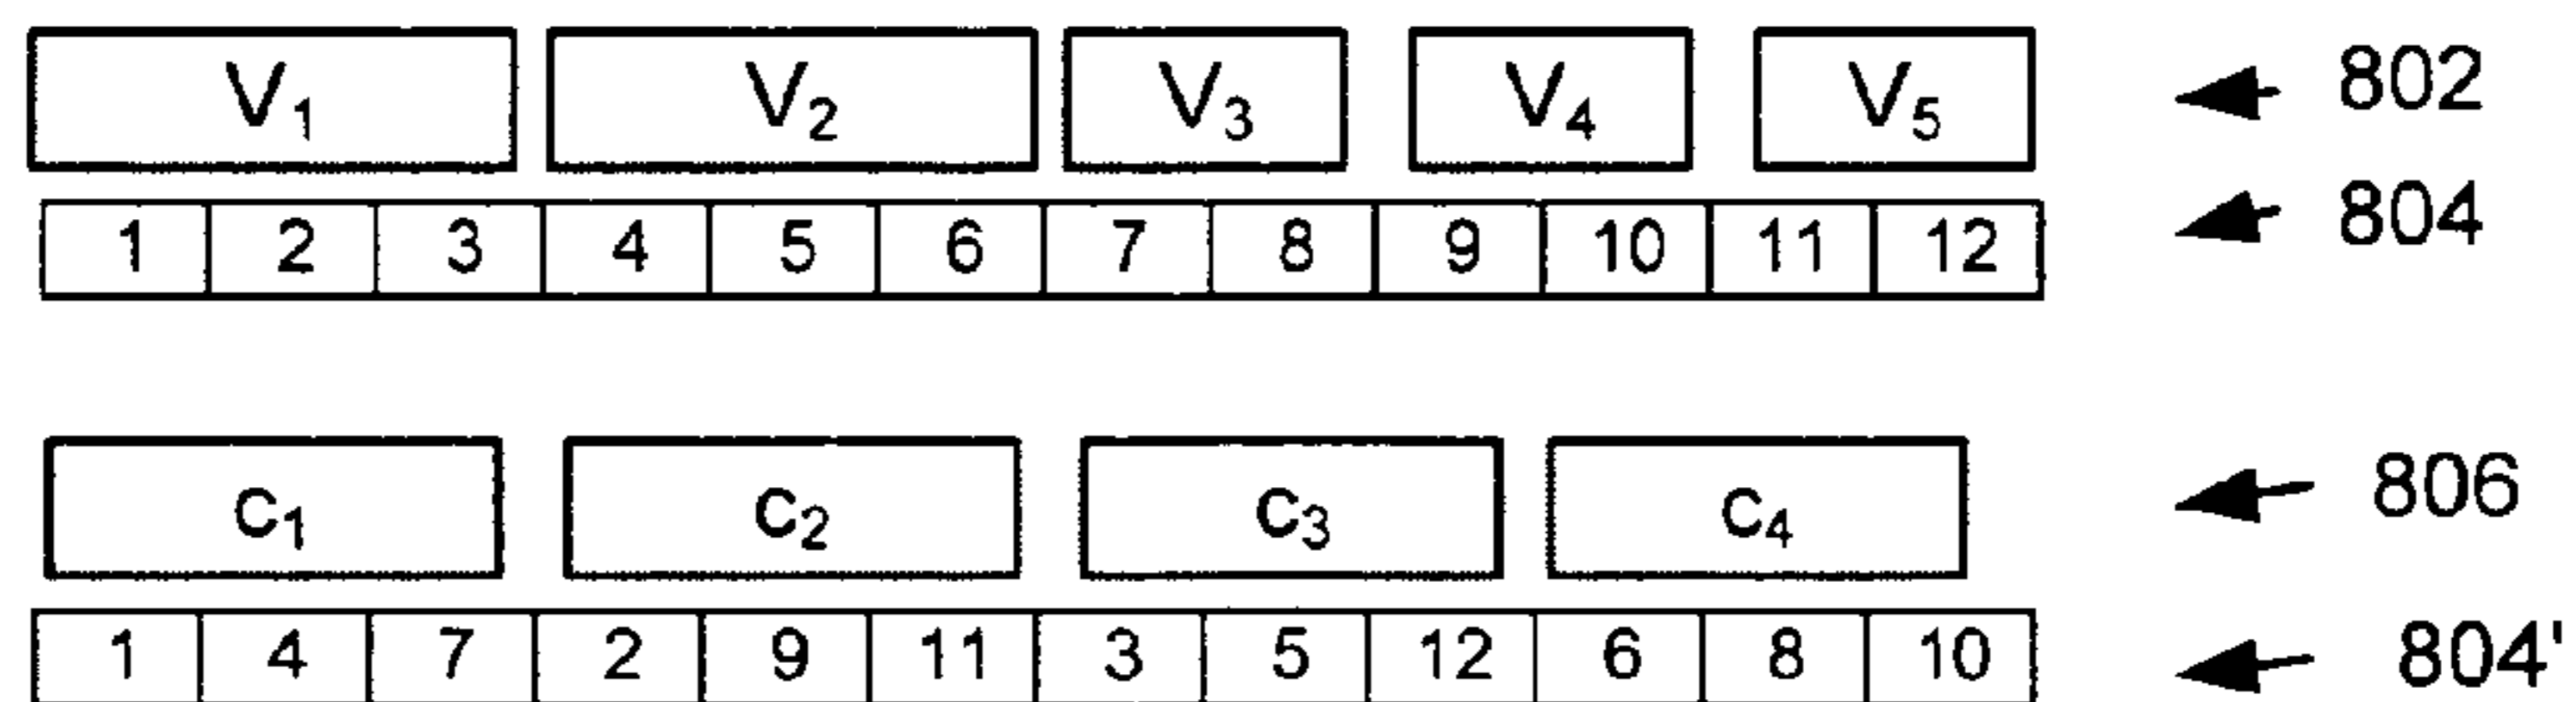 V₁ V₂ V₃ V₄ V₅ 802
1 2 3 4 5 6 7 8 9 10 11 12 804
c₁ c₂ c₃ c₄ 806
1 4 7 2 9 11 3 5 12 6 8 10 804'